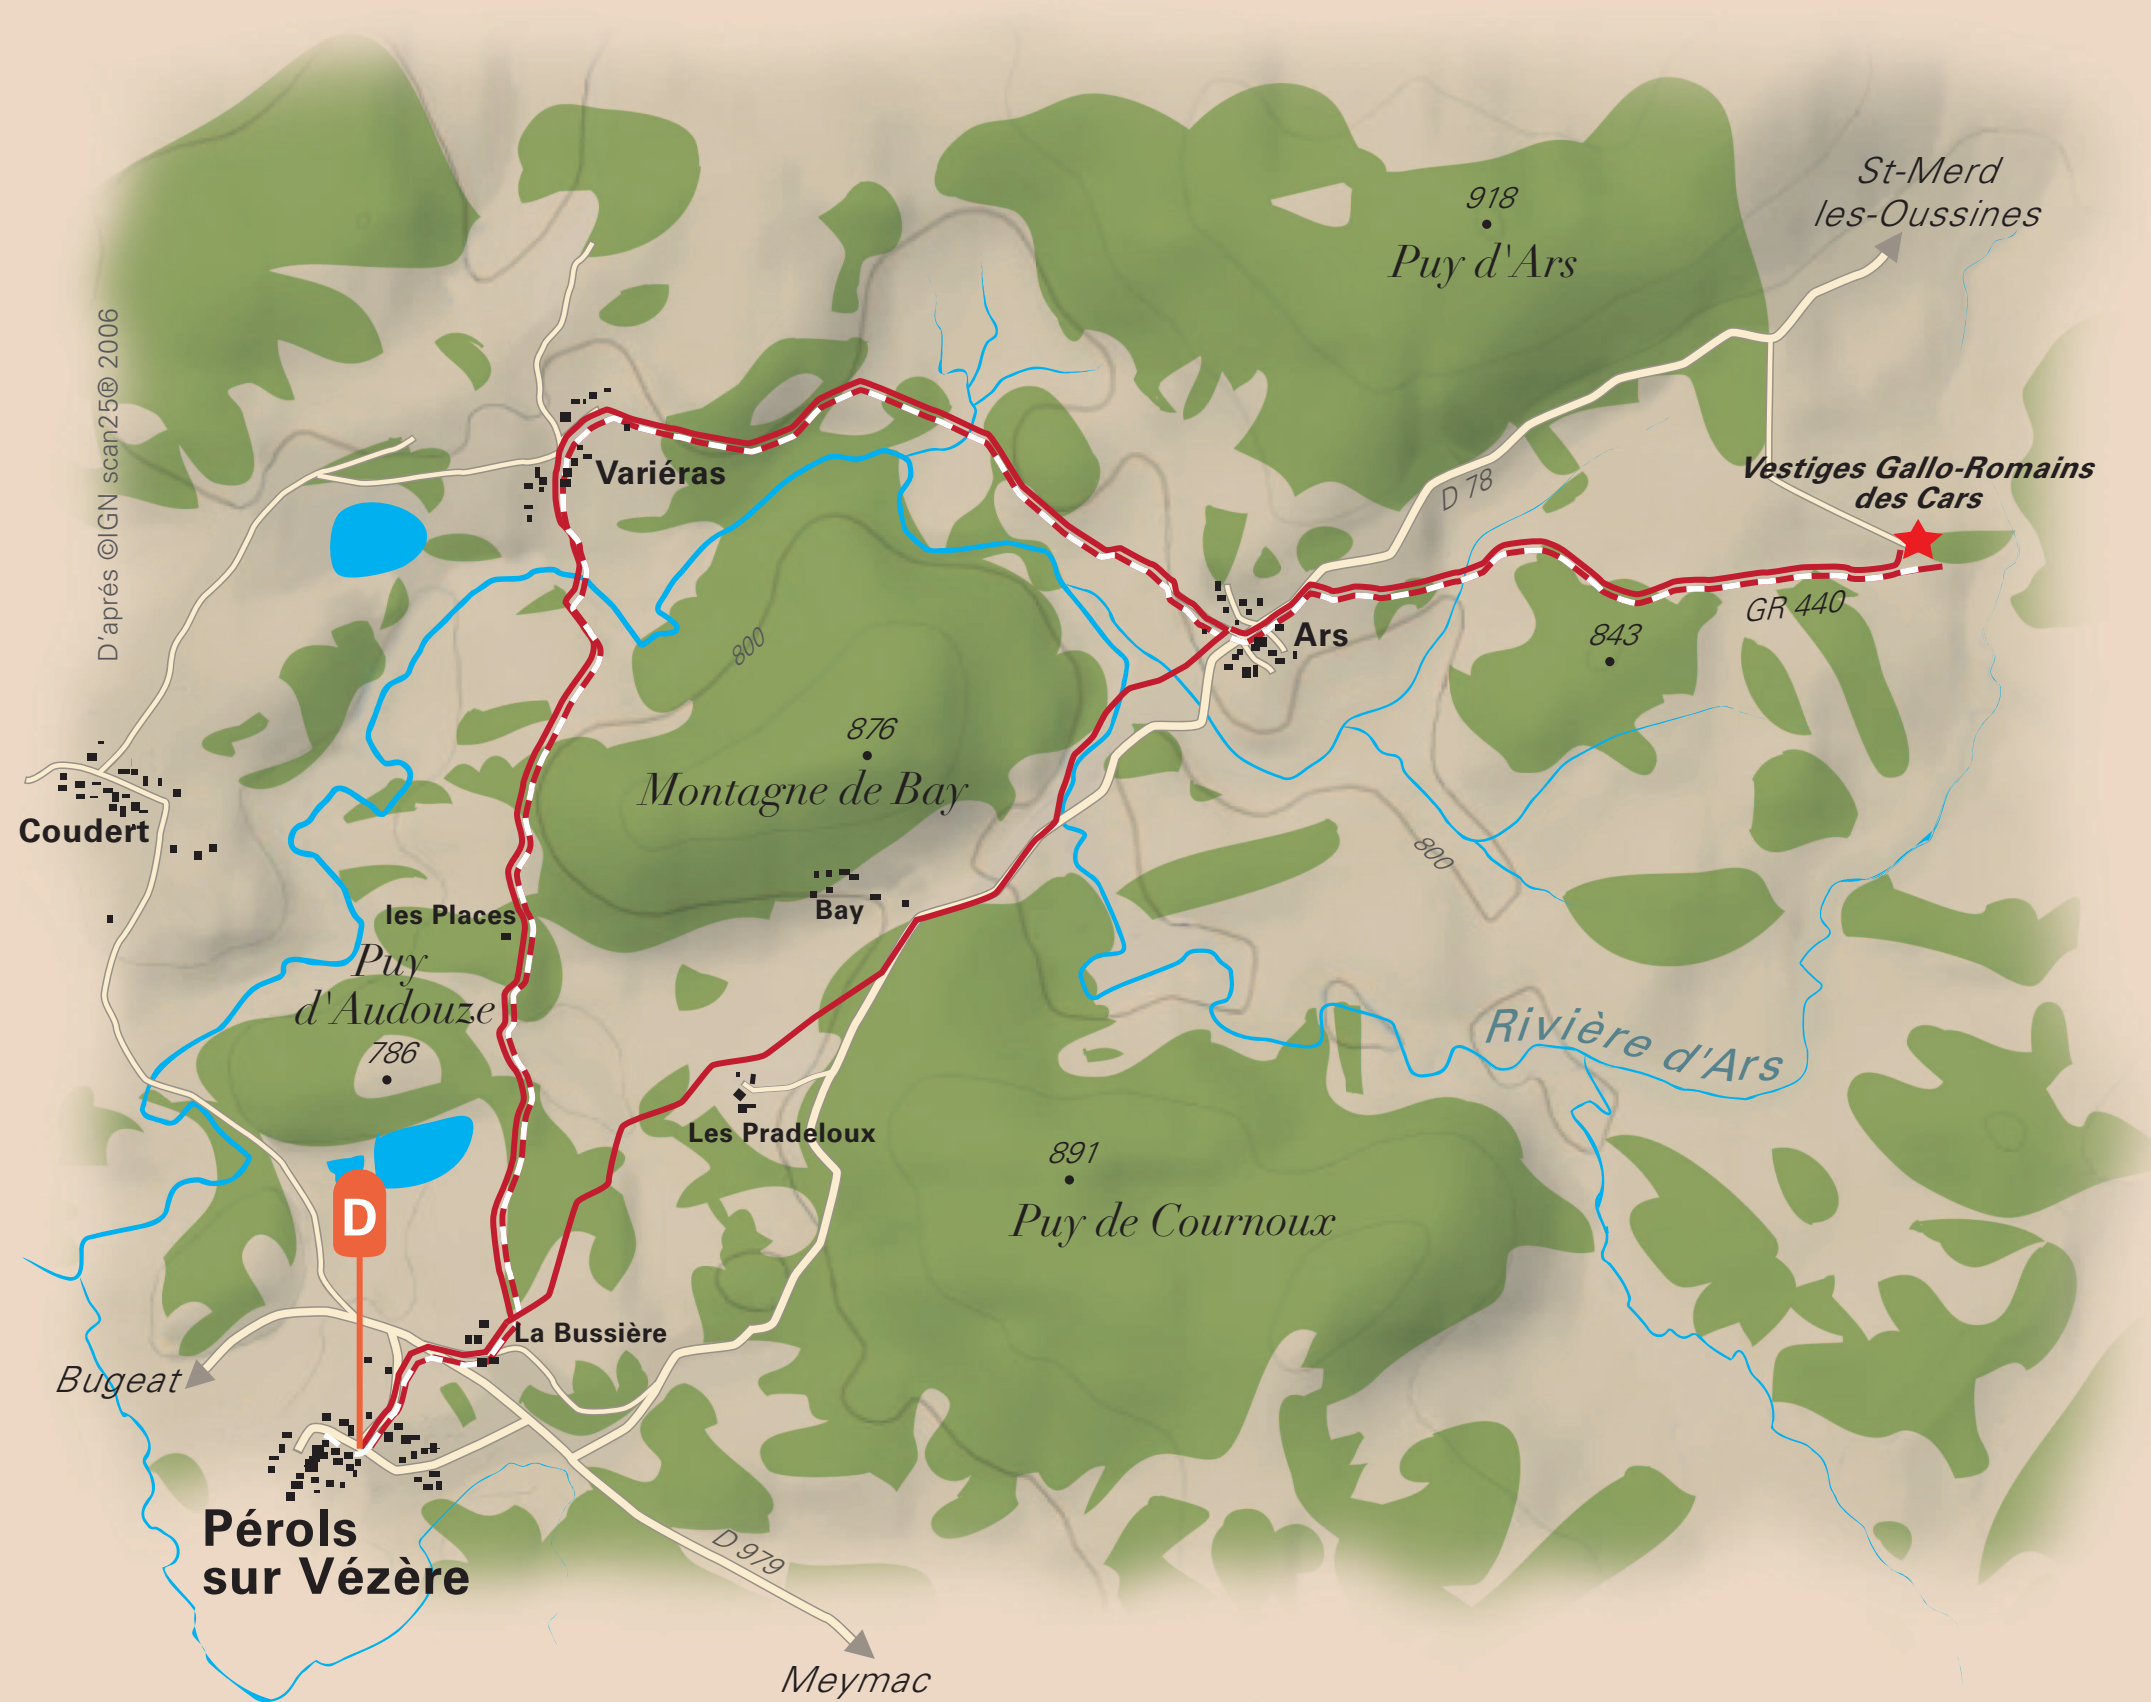 918
Puy d'Ars
St-Merd
les-Oussines
D'aprés ©IGN scan25® 2006
Variéras
D 78
Vestiges Gallo-Romains
des Cars
GR 440
Ars
843
800
876
Montagne de Bay
Coudert
800
les Places
Bay
Puy
d'Audouze
786
Rivière d'Ars
Les Pradeloux
891
Puy de Cournoux
D
La Bussière
Bugeat
Pérols
sur Vézère
D 979
Meymac